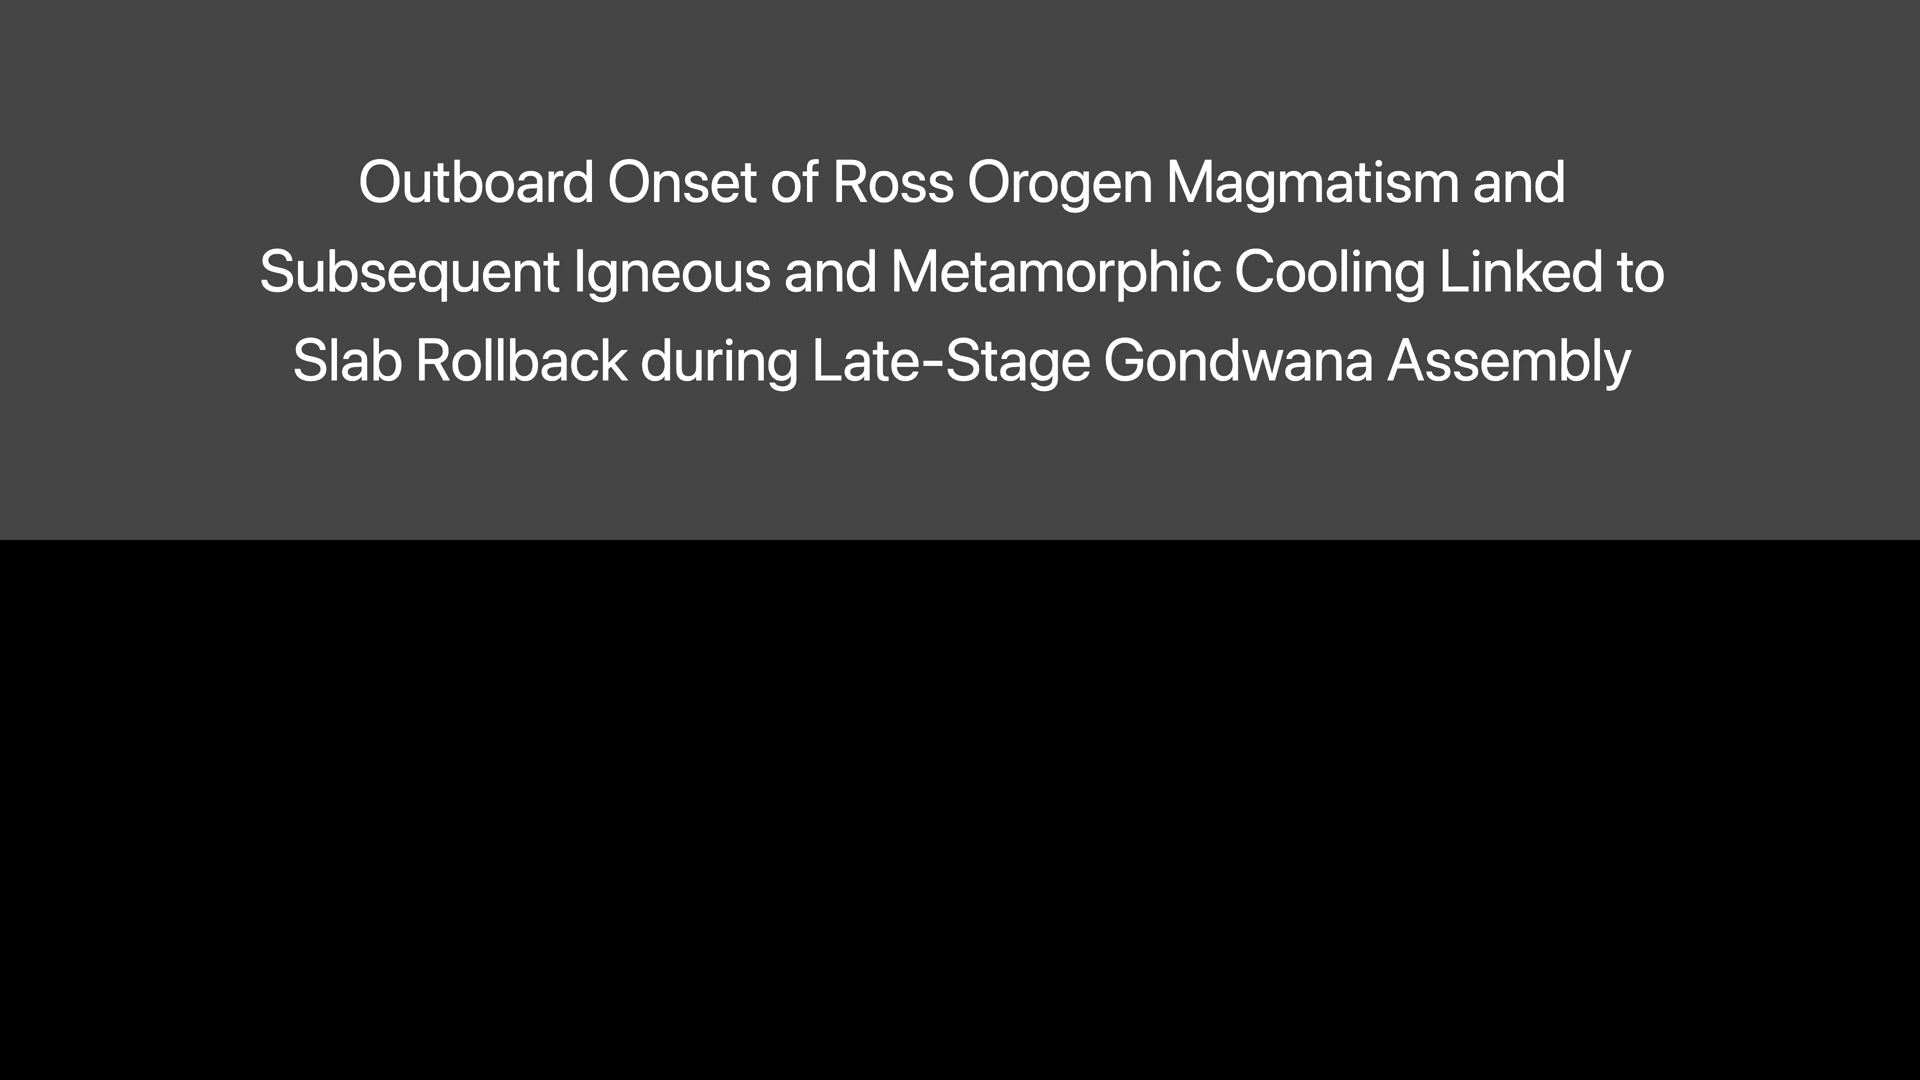 Outboard Onset of Ross Orogen Magmatism and
Subsequent Igneous and Metamorphic Cooling Linked to
Slab Rollback during Late-Stage Gondwana Assembly